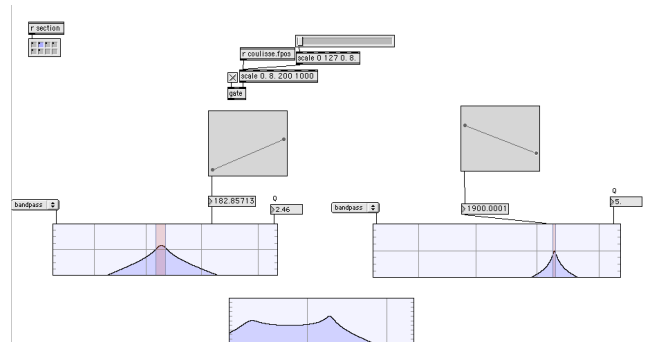 r section
r coulisse.fpos
scale 0 127 0. 8.
scale 0. 8. 200 1000
gate
bandpass
182.85713
Q
2.46
bandpass
1900.0001
Q
5.